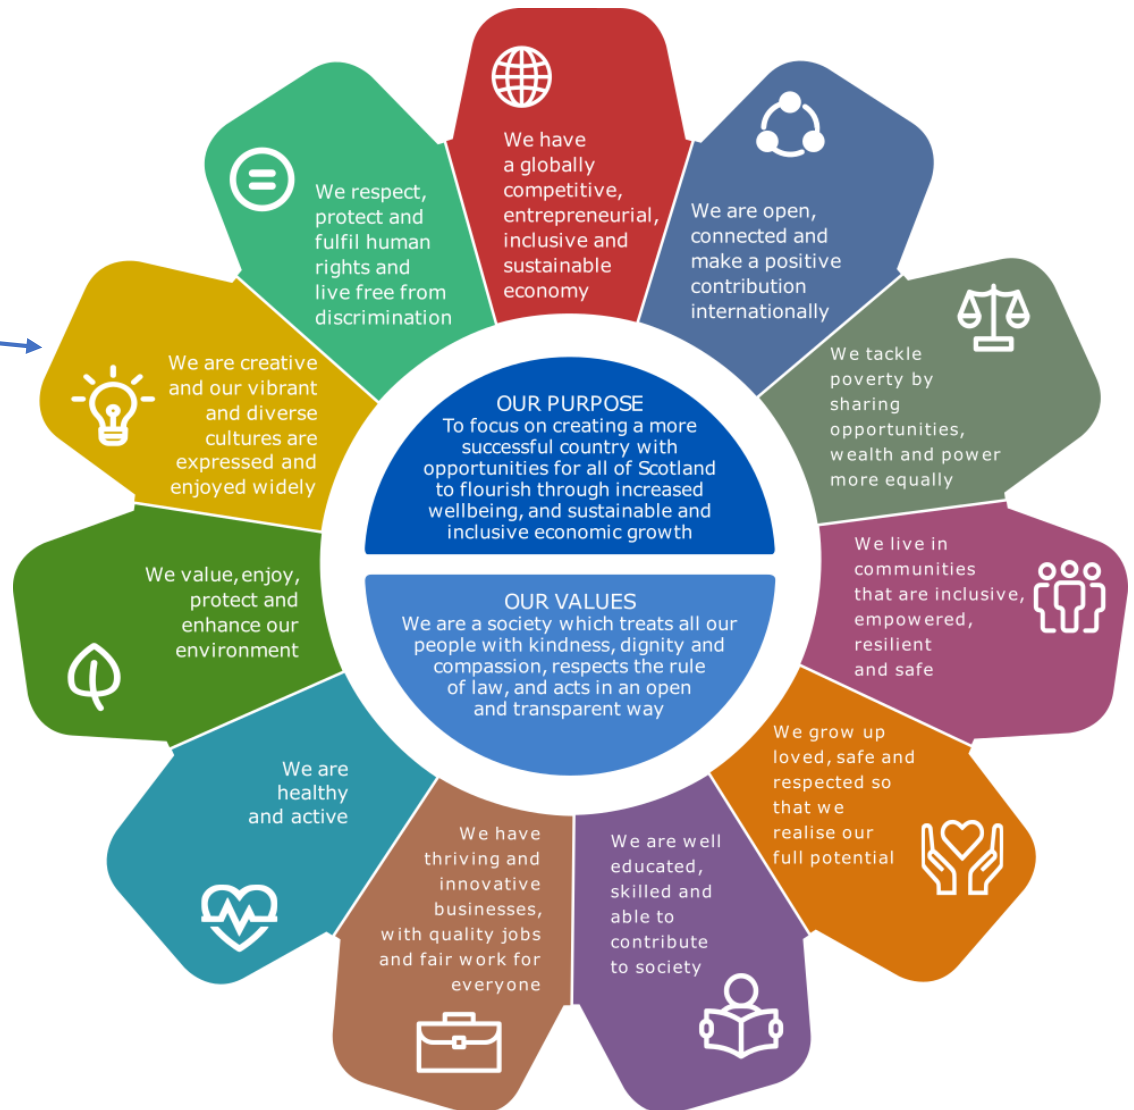 We have
a globally
competitive,
entrepreneurial,
inclusive and
sustainable
economy
We are open,
connected and
make a positive
contribution
internationally
We tackle
poverty by
sharing
opportunities,
wealth and power
more equally
We live in
communities
that are inclusive,
empowered,
resilient
and safe
We grow up
loved, safe and
respected so
that we
realise our
full potential
We are well
educated,
skilled and
able to
contribute
to society
We have
thriving and
innovative
businesses,
with quality jobs
and fair work for
everyone
We are
healthy
and active
We value, enjoy,
protect and
enhance our
environment
We are creative
and our vibrant
and diverse
cultures are
expressed and
enjoyed widely
We respect,
protect and
fulfil human
rights and
live free from
discrimination
OUR PURPOSE
To focus on creating a more
successful country with
opportunities for all of Scotland
to flourish through increased
wellbeing, and sustainable and
inclusive economic growth
OUR VALUES
We are a society which treats all our
people with kindness, dignity and
compassion, respects the rule
of law, and acts in an open
and transparent way